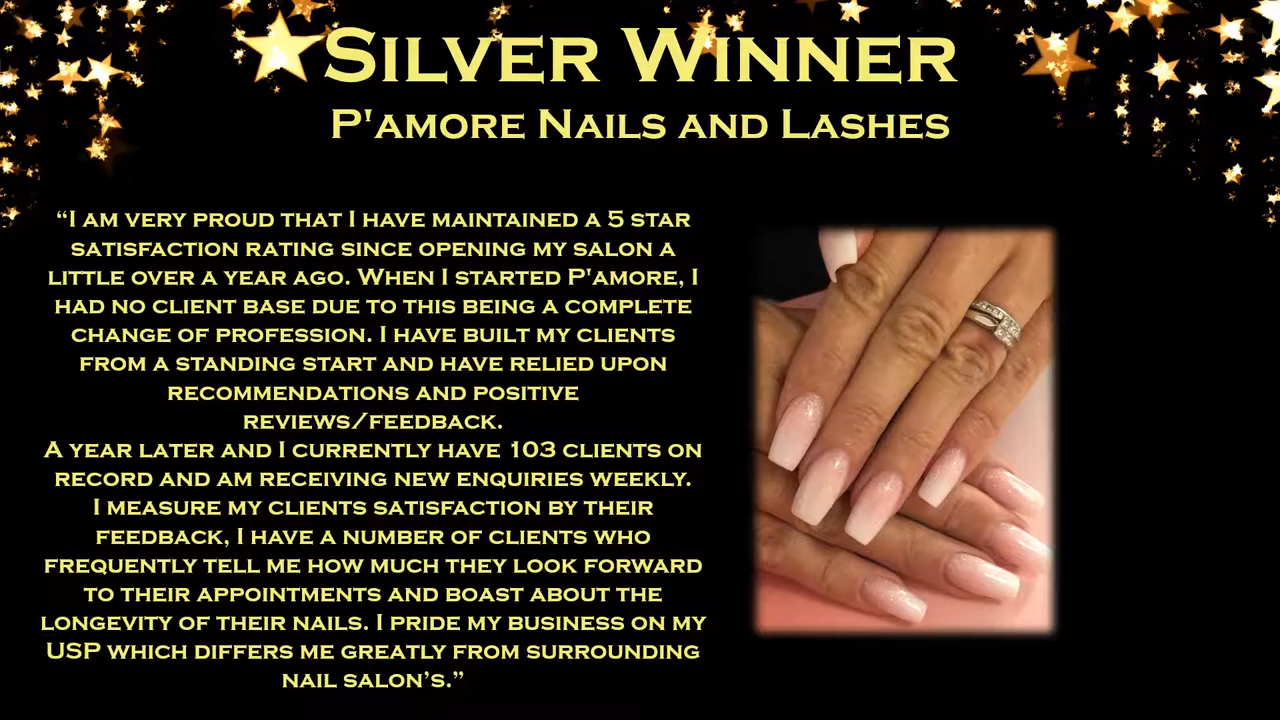 Silver Winner
P'amore Nails and Lashes
“I am very proud that I have maintained a 5 star
satisfaction rating since opening my salon a
little over a year ago. When I started P'amore, I
had no client base due to this being a complete
change of profession. I have built my clients
from a standing start and have relied upon
recommendations and positive
reviews/feedback.
A year later and I currently have 103 clients on
record and am receiving new enquiries weekly.
I measure my clients satisfaction by their
feedback, I have a number of clients who
frequently tell me how much they look forward
to their appointments and boast about the
longevity of their nails. I pride my business on my
USP which differs me greatly from surrounding
nail salon’s.”